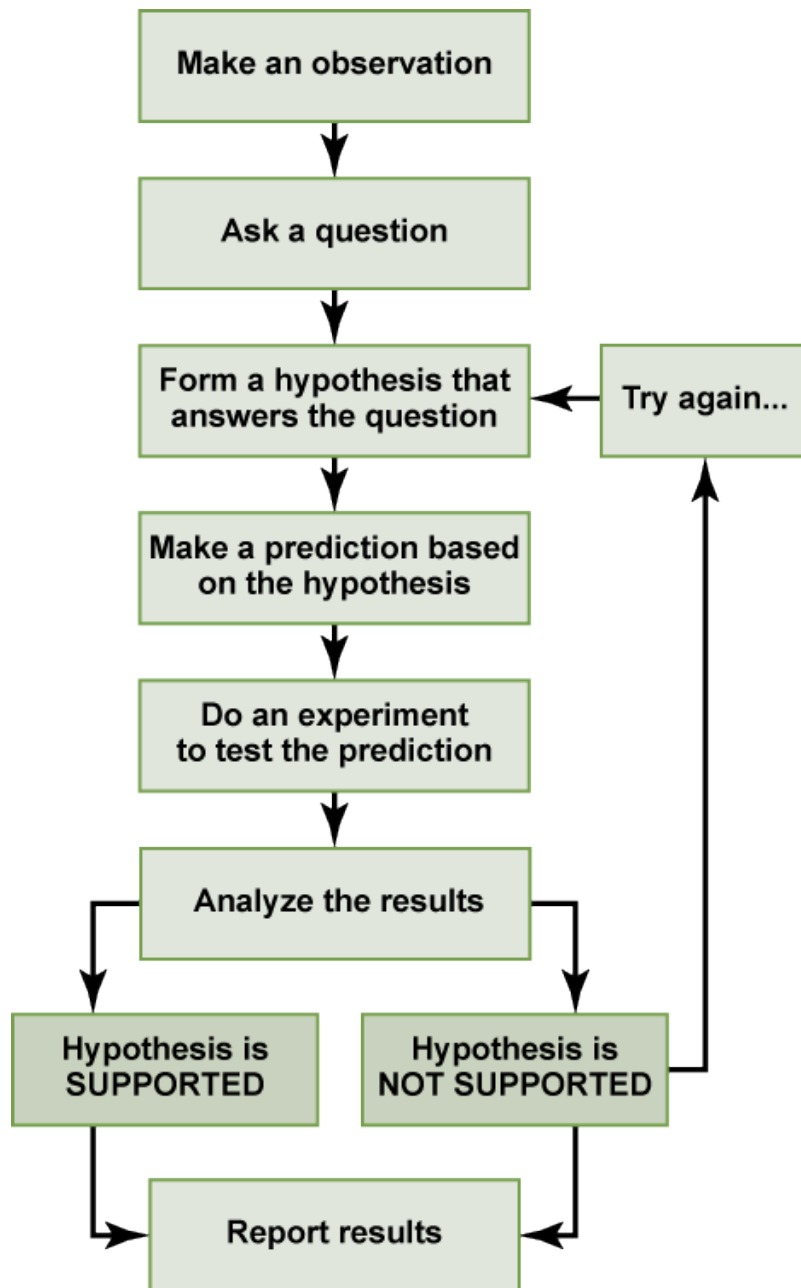 Make an observation
Ask a question
Form a hypothesis that
answers the question
Try again...
Make a prediction based
on the hypothesis
Do an experiment
to test the prediction
Analyze the results
Hypothesis is
SUPPORTED
Hypothesis is
NOT SUPPORTED
Report results